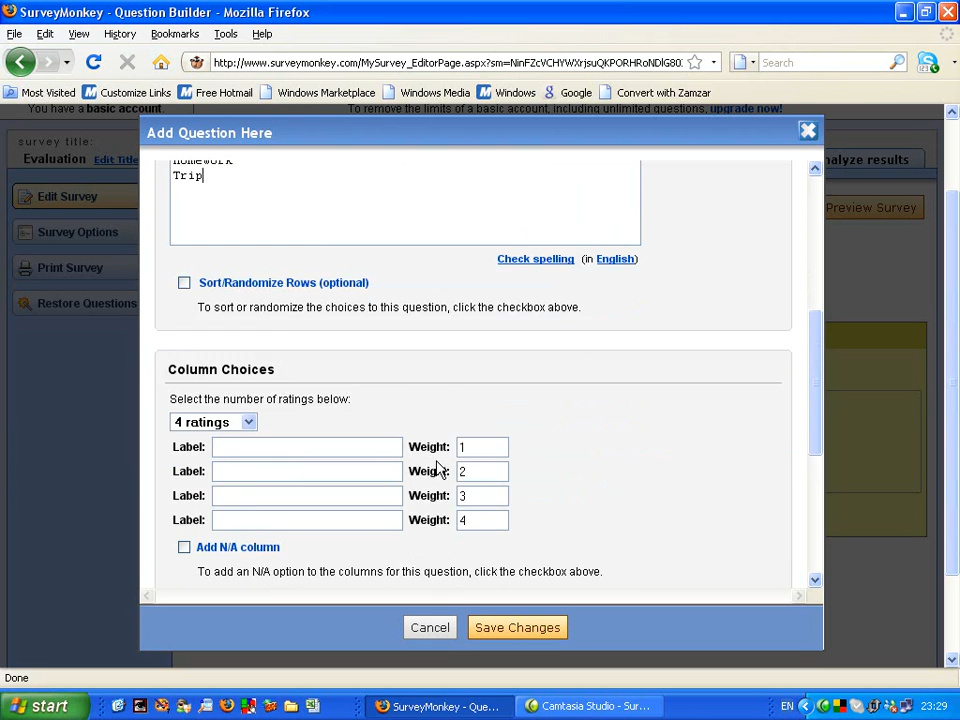 SurveyMonkey - Question Builder - Mozilla Firefox
File Edit View History Bookmarks Tools Help
http://www.surveymonkey.com/MySurvey_EditorPage.aspx?sm=NinFZcVCHYWXrjsuQKPORHRoNDlG80
Search
Most Visited Customize Links Free Hotmail Windows Marketplace Windows Media Windows Google Convert with Zamzar
You have a basic account. To remove the limits of a basic account, including unlimited questions, upgrade now!
survey title:
Evaluation Edit Title
nalyze results
Edit Survey
Preview Survey
Survey Options
Print Survey
Restore Questions
Add Question Here
Homework
Trip
Check spelling (in English)
Sort/Randomize Rows (optional)
To sort or randomize the choices to this question, click the checkbox above.
Column Choices
Select the number of ratings below:
4 ratings
Label: Weight: 1
Label: Weight: 2
Label: Weight: 3
Label: Weight: 4
Add N/A column
To add an N/A option to the columns for this question, click the checkbox above.
Cancel Save Changes
Done
start SurveyMonkey - Que... Camtasia Studio - Sur... EN 23:29